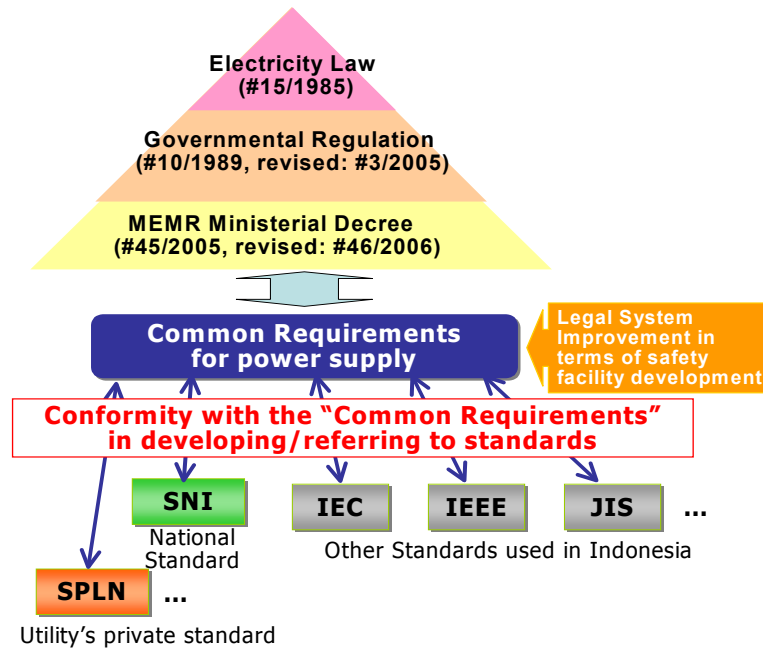 Electricity Law
(#15/1985)
Governmental Regulation
(#10/1989, revised: #3/2005)
MEMR Ministerial Decree
(#45/2005, revised: #46/2006)
Common Requirements
for power supply
Legal System
Improvement in
terms of safety
facility development
Conformity with the “Common Requirements”
in developing/referring to standards
SNI
IEC
IEEE
JIS
...
National
Standard
Other Standards used in Indonesia
SPLN
...
Utility’s private standard